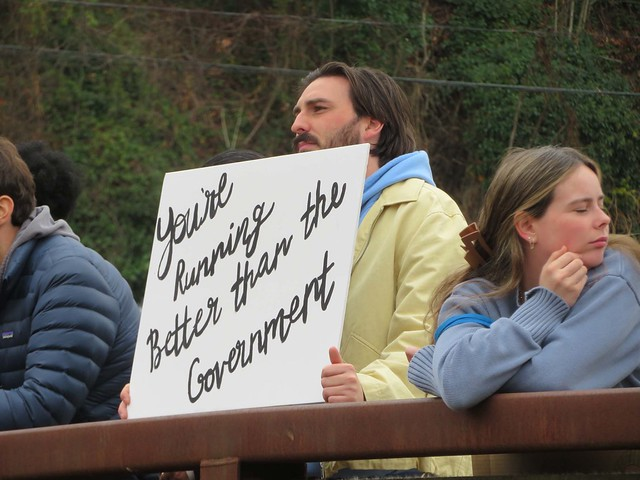 You're
Running
Better than the
Government